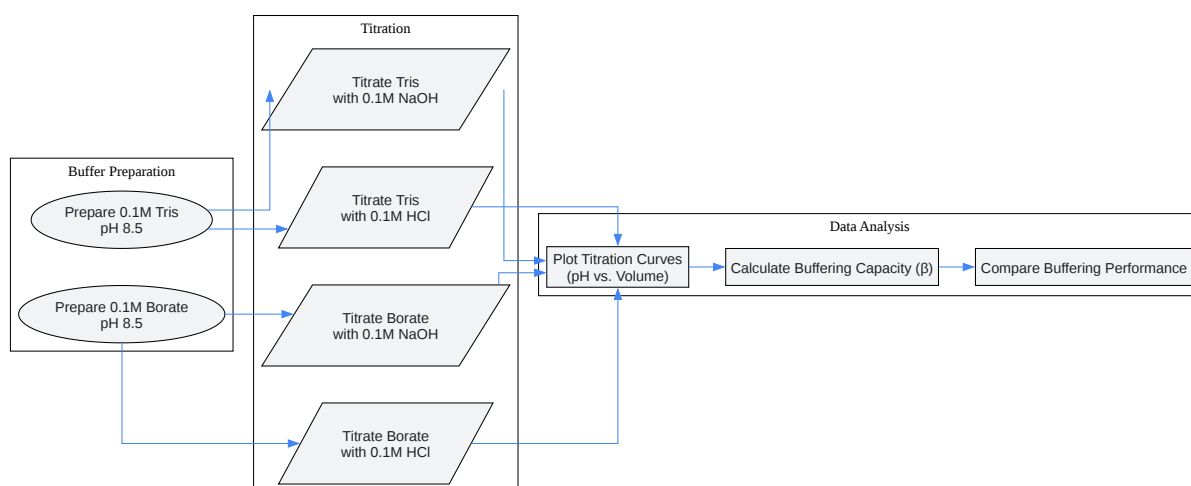 Titration
Titrate Tris
with 0.1M NaOH
Buffer Preparation
Prepare 0.1M Tris
pH 8.5
Titrate Tris
with 0.1M HCl
Data Analysis
Plot Titration Curves
(pH vs. Volume)
Calculate Buffering Capacity (β)
Compare Buffering Performance
Prepare 0.1M Borate
pH 8.5
Titrate Borate
with 0.1M NaOH
Titrate Borate
with 0.1M HCl